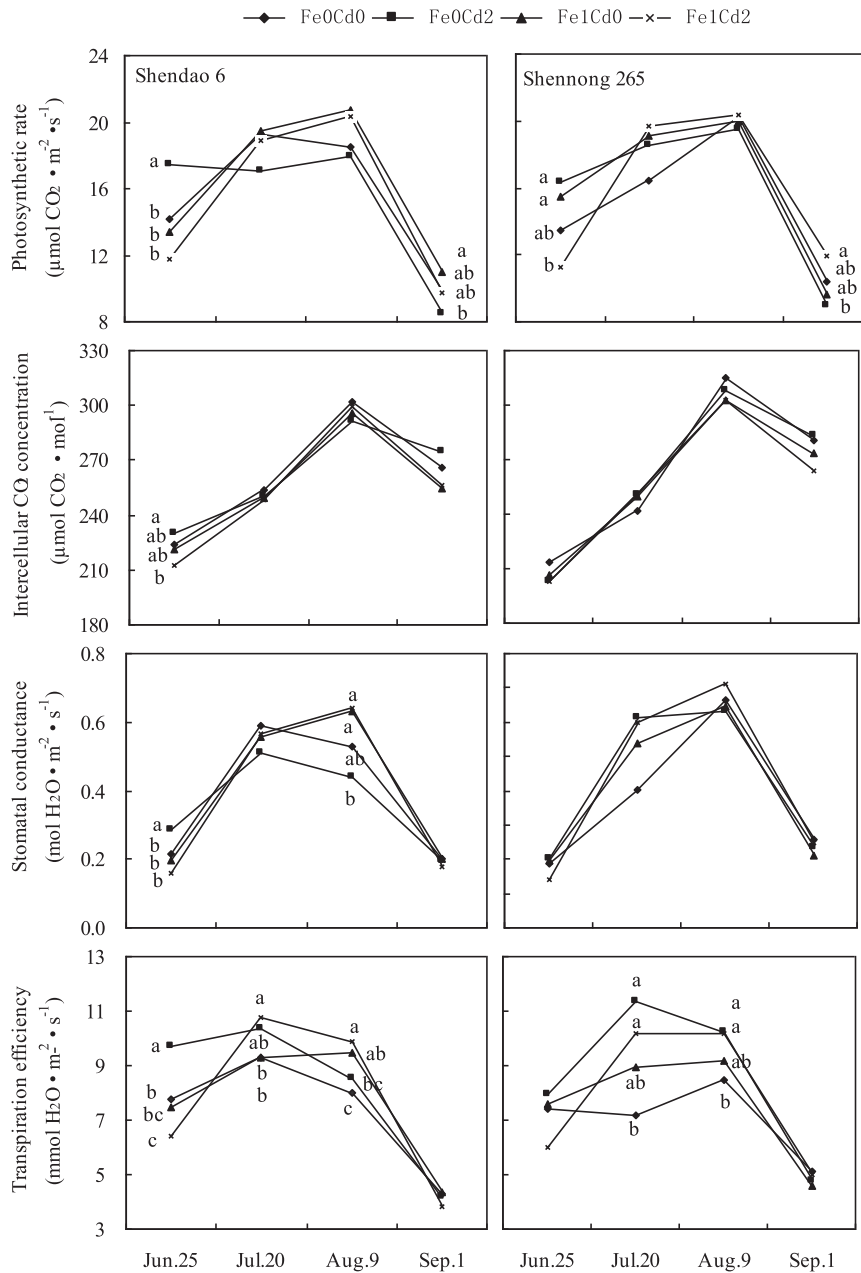 Fe0Cd0 Fe0Cd2 Fe1Cd0 Fe1Cd2
Photosynthetic rate
(μmol CO2 • m-2 •s-1)
24
20
16
12
8
Shendao 6
a
b
b
b
a
ab
ab
b
Shennong 265
a
a
ab
b
a
ab
ab
b
Intercellular CO2 concentration
(μmol CO2 • mol1)
330
300
270
240
210
180
a
ab
ab
b
Stomatal conductance
(mol H2O • m-2 • s-1)
0.8
0.6
0.4
0.2
0.0
a
b
b
b
a
a
ab
b
Transpiration efficiency
(mmol H2O • m-2 • s-1)
13
11
9
7
5
3
a
b
bc
c
a
ab
b
b
a
ab
bc
c
a
a
ab
b
a
a
ab
b
Jun.25 Jul.20 Aug.9 Sep.1
Jun.25 Jul.20 Aug.9 Sep.1